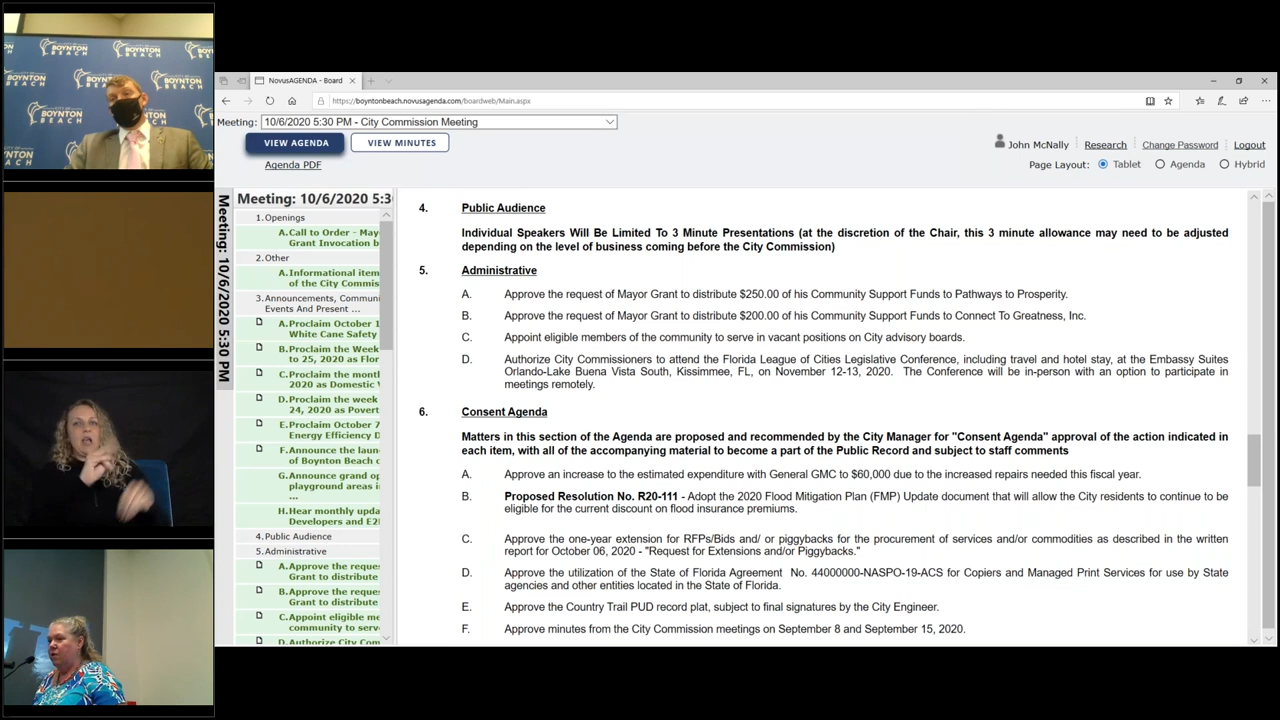 BOYNTON BEACH
BOYNTON BEACH
BOYNTON BEACH
BOYNTON
NovusAGENDA - Board
https://boyntonbeach.novusagenda.com/boardweb/Main.aspx
Meeting: 10/6/2020 5:30 PM - City Commission Meeting
VIEW AGENDA
VIEW MINUTES
Agenda PDF
John McNally
Research
Change Password
Logout
Page Layout:
Tablet
Agenda
Hybrid
Meeting: 10/6/2020 5:30 PM
Meeting: 10/6/2020 5:3
1.Openings
A.Call to Order - May
Grant Invocation b
2.Other
A.Informational item
of the City Commis
3.Announcements, Communi
Events And Present ...
A.Proclaim October 1
White Cane Safety
B.Proclaim the Week
to 25, 2020 as Flor
C.Proclaim the month
2020 as Domestic V
D.Proclaim the week
24, 2020 as Povert
E.Proclaim October 7
Energy Efficiency D
F.Announce the laun
of Boynton Beach c
G.Announce grand op
playground areas i
...
H.Hear monthly upda
Developers and E2
4.Public Audience
5.Administrative
A.Approve the reque
Grant to distribute
B.Approve the reque
Grant to distribute
C.Appoint eligible me
community to serv
D.Authorize City Com
4. Public Audience
Individual Speakers Will Be Limited To 3 Minute Presentations (at the discretion of the Chair, this 3 minute allowance may need to be adjusted
depending on the level of business coming before the City Commission)
5. Administrative
A. Approve the request of Mayor Grant to distribute $250.00 of his Community Support Funds to Pathways to Prosperity.
B. Approve the request of Mayor Grant to distribute $200.00 of his Community Support Funds to Connect To Greatness, Inc.
C. Appoint eligible members of the community to serve in vacant positions on City advisory boards.
D. Authorize City Commissioners to attend the Florida League of Cities Legislative Conference, including travel and hotel stay, at the Embassy Suites
Orlando-Lake Buena Vista South, Kissimmee, FL, on November 12-13, 2020. The Conference will be in-person with an option to participate in
meetings remotely.
6. Consent Agenda
Matters in this section of the Agenda are proposed and recommended by the City Manager for "Consent Agenda" approval of the action indicated in
each item, with all of the accompanying material to become a part of the Public Record and subject to staff comments
A. Approve an increase to the estimated expenditure with General GMC to $60,000 due to the increased repairs needed this fiscal year.
B. Proposed Resolution No. R20-111 - Adopt the 2020 Flood Mitigation Plan (FMP) Update document that will allow the City residents to continue to be
eligible for the current discount on flood insurance premiums.
C. Approve the one-year extension for RFPs/Bids and/ or piggybacks for the procurement of services and/or commodities as described in the written
report for October 06, 2020 - "Request for Extensions and/or Piggybacks."
D. Approve the utilization of the State of Florida Agreement No. 44000000-NASPO-19-ACS for Copiers and Managed Print Services for use by State
agencies and other entities located in the State of Florida.
E. Approve the Country Trail PUD record plat, subject to final signatures by the City Engineer.
F. Approve minutes from the City Commission meetings on September 8 and September 15, 2020.